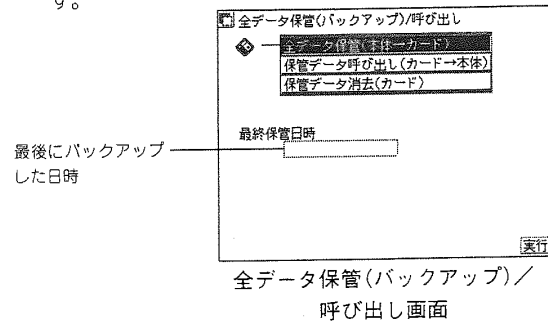 す。
全データ保管(バックアップ)/呼び出し
全データ保管(本体→カード)
保管データ呼び出し(カード→本体)
保管データ消去(カード)
最終保管日時
最後にバックアップ
した日時
実行
全データ保管(バックアップ)/
呼び出し画面